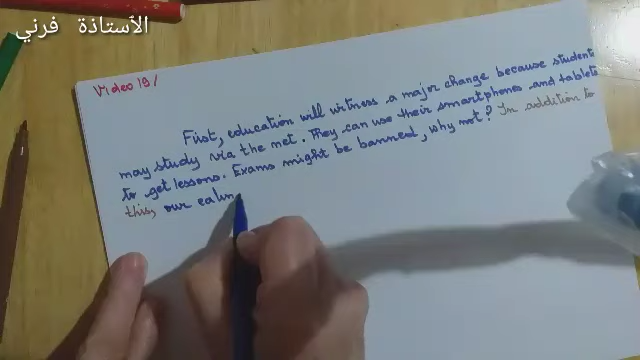 الأستاذة فرني
Video 19/
First, education will witness a major change because students
may study via the net. They can use their smartphones and tablets
to get lessons. Exams might be banned, why not? In addition to
this, our eatin